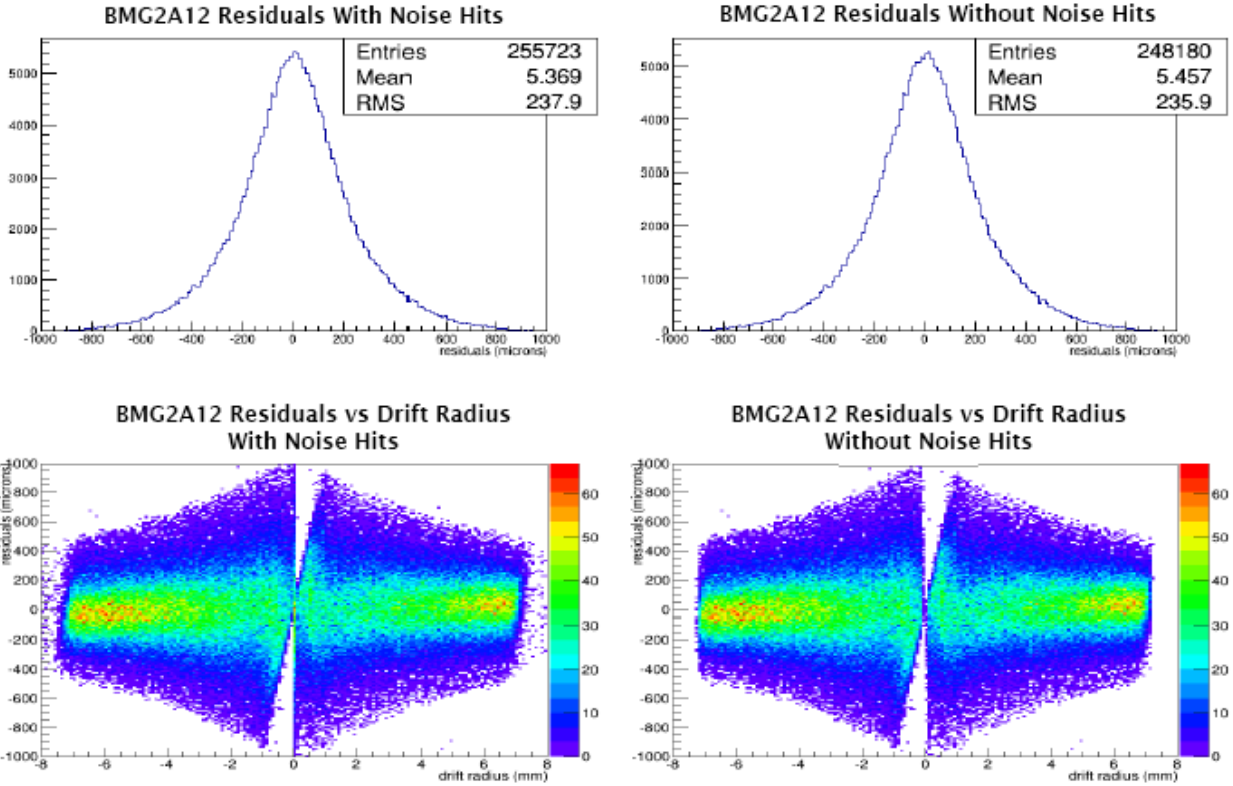 BMG2A12 Residuals With Noise Hits
Entries 255723
Mean 5.369
RMS 237.9
5000
4000
3000
2000
1000
0
-1000 -800 -600 -400 -200 0 200 400 600 800 1000
residuals (microns)
BMG2A12 Residuals Without Noise Hits
Entries 248180
Mean 5.457
RMS 235.9
5000
4000
3000
2000
1000
0
-1000 -800 -600 -400 -200 0 200 400 600 800 1000
residuals (microns)
BMG2A12 Residuals vs Drift Radius
With Noise Hits
residuals (microns)
1000
800
600
400
200
0
-200
-400
-600
-800
-1000
-8 -6 -4 -2 0 2 4 6 8
drift radius (mm)
60
50
40
30
20
10
0
BMG2A12 Residuals vs Drift Radius
Without Noise Hits
residuals (microns)
1000
800
600
400
200
0
-200
-400
-600
-800
-1000
-8 -6 -4 -2 0 2 4 6 8
drift radius (mm)
60
50
40
30
20
10
0